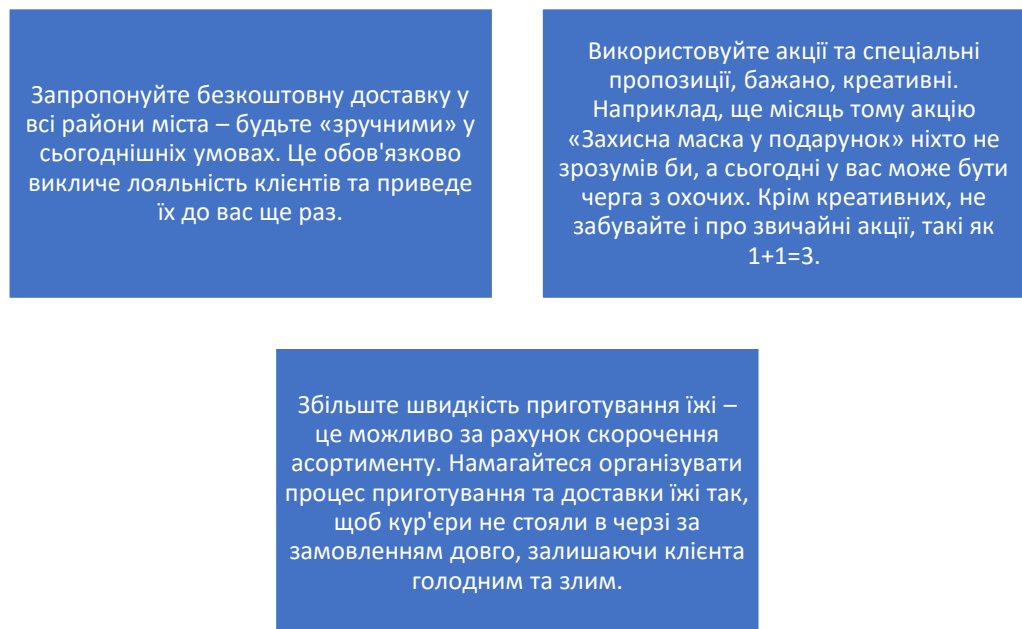 Запропонуйте безкоштовну доставку у
всі райони міста – будьте «зручними» у
сьогоднішніх умовах. Це обов'язково
викличе лояльність клієнтів та приведе
їх до вас ще раз.
Використовуйте акції та спеціальні
пропозиції, бажано, креативні.
Наприклад, ще місяць тому акцію
«Захисна маска у подарунок» ніхто не
зрозумів би, а сьогодні у вас може бути
черга з охочих. Крім креативних, не
забувайте і про звичайні акції, такі як
1+1=3.
Збільште швидкість приготування їжі –
це можливо за рахунок скорочення
асортименту. Намагайтеся організувати
процес приготування та доставки їжі так,
щоб кур'єри не стояли в черзі за
замовленням довго, залишаючи клієнта
голодним та злим.